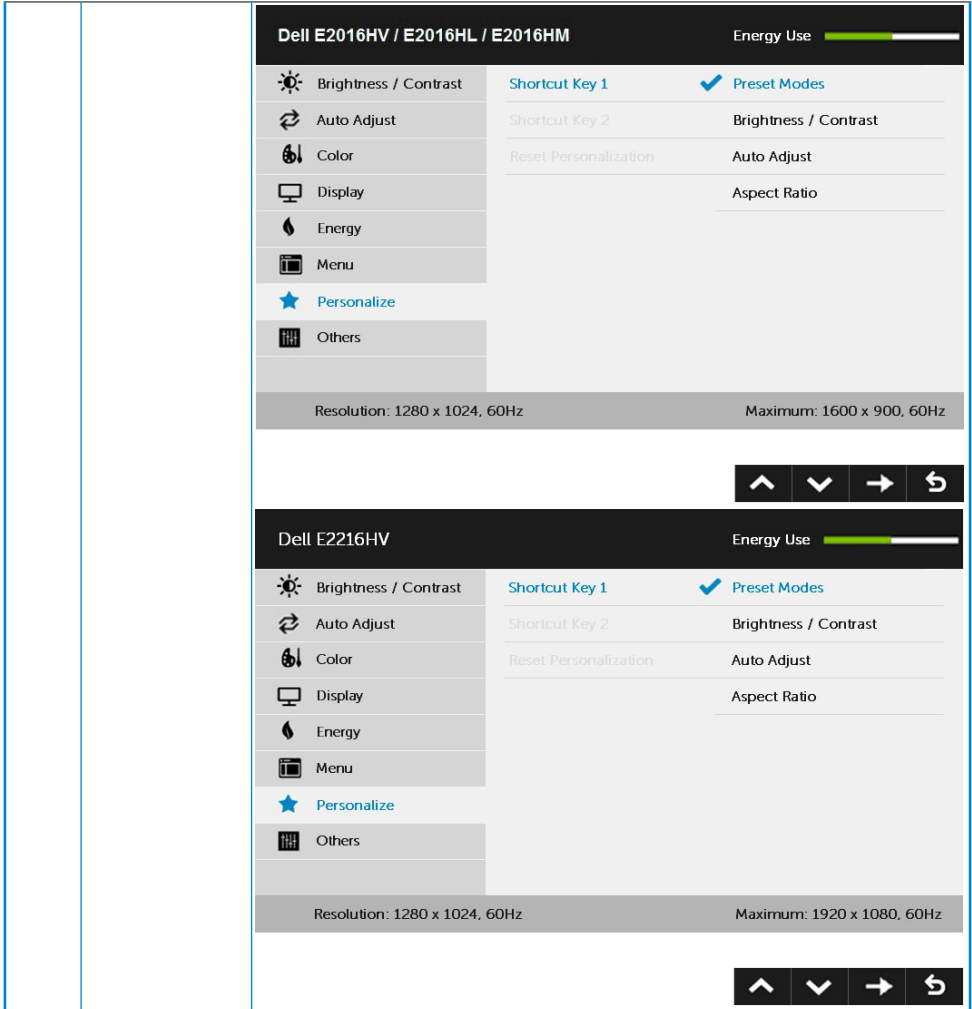 Dell E2016HV / E2016HL / E2016HM Energy Use
Brightness / Contrast Shortcut Key 1 Preset Modes
Auto Adjust Shortcut Key 2 Brightness / Contrast
Color Reset Personalization Auto Adjust
Display Aspect Ratio
Energy
Menu
Personalize
Others
Resolution: 1280 x 1024, 60Hz Maximum: 1600 x 900, 60Hz
Dell E2216HV Energy Use
Brightness / Contrast Shortcut Key 1 Preset Modes
Auto Adjust Shortcut Key 2 Brightness / Contrast
Color Reset Personalization Auto Adjust
Display Aspect Ratio
Energy
Menu
Personalize
Others
Resolution: 1280 x 1024, 60Hz Maximum: 1920 x 1080, 60Hz